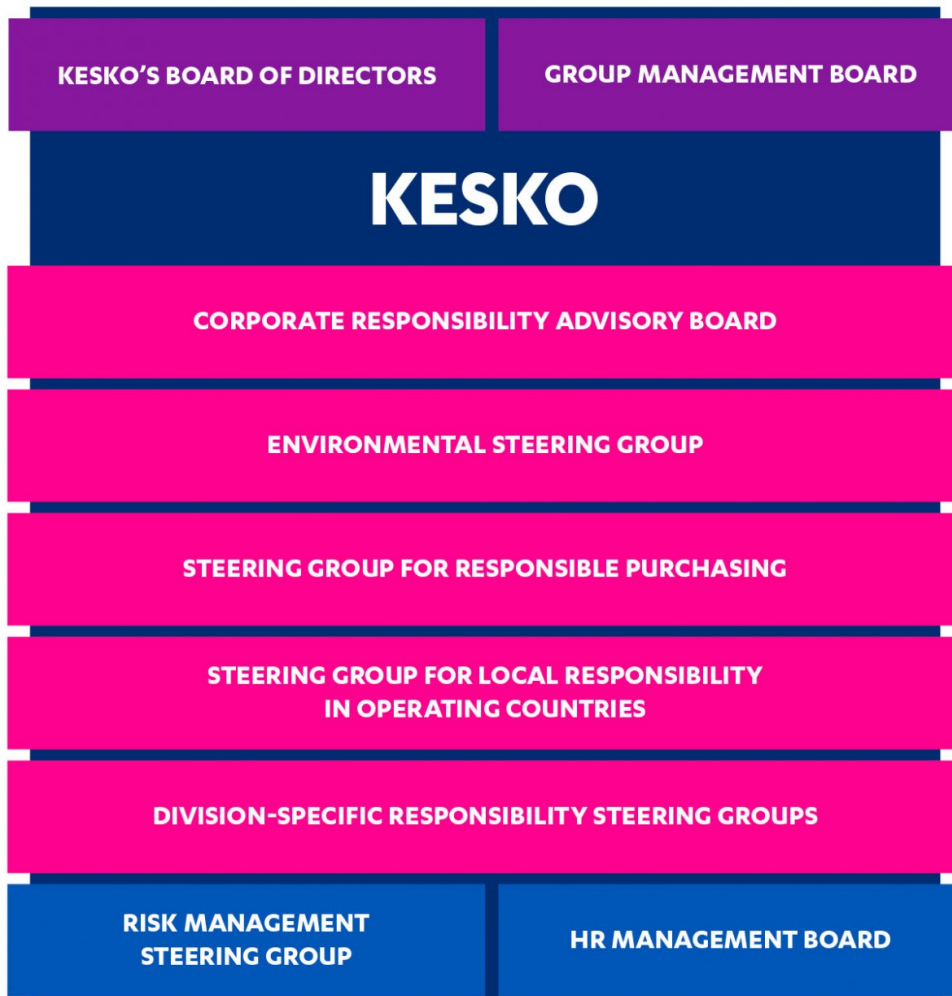 KESKO’S BOARD OF DIRECTORS
GROUP MANAGEMENT BOARD
KESKO
CORPORATE RESPONSIBILITY ADVISORY BOARD
ENVIRONMENTAL STEERING GROUP
STEERING GROUP FOR RESPONSIBLE PURCHASING
STEERING GROUP FOR LOCAL RESPONSIBILITY
IN OPERATING COUNTRIES
DIVISION-SPECIFIC RESPONSIBILITY STEERING GROUPS
RISK MANAGEMENT
STEERING GROUP
HR MANAGEMENT BOARD